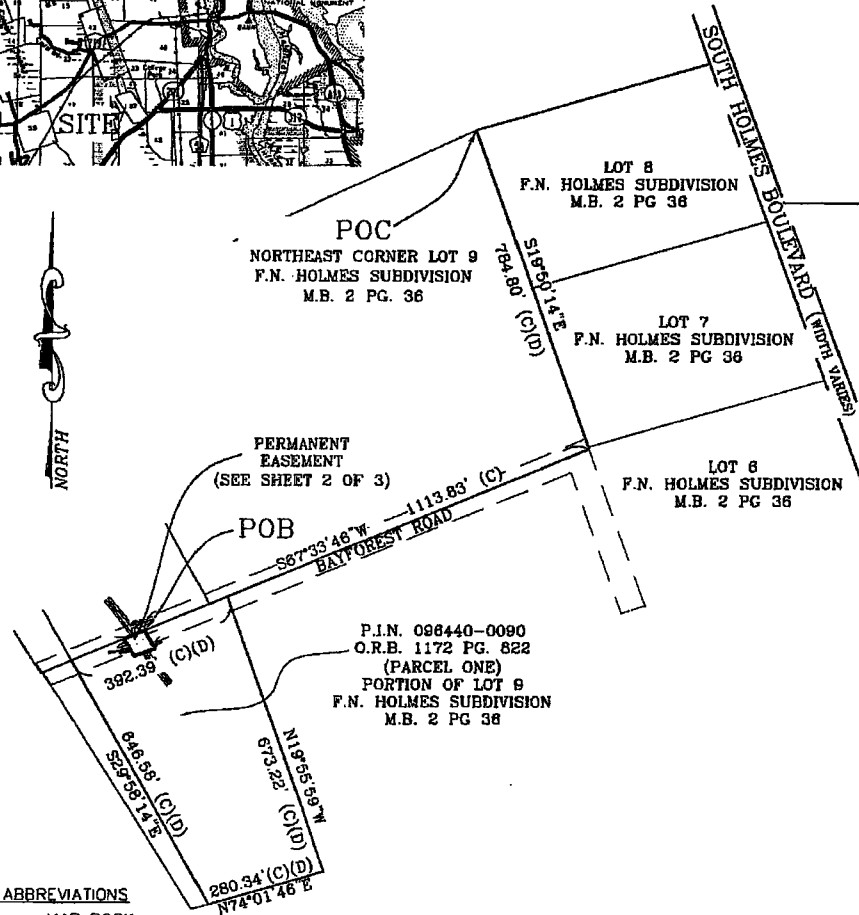 SITE
SOUTH HOLMES BOULEVARD (WIDTH VARIES)
LOT 8
F.N. HOLMES SUBDIVISION
M.B. 2 PG 36
POC
NORTHEAST CORNER LOT 9
F.N. HOLMES SUBDIVISION
M.B. 2 PG. 36
S19°50'14"E
784.80' (C)(D)
LOT 7
F.N. HOLMES SUBDIVISION
M.B. 2 PG 36
NORTH
PERMANENT
EASEMENT
(SEE SHEET 2 OF 3)
LOT 6
F.N. HOLMES SUBDIVISION
M.B. 2 PG 36
POB
S67°33'46"W 1113.83' (C)
BAYFOREST ROAD
392.39 (C)(D)
P.I.N. 096440-0090
O.R.B. 1172 PG. 822
(PARCEL ONE)
PORTION OF LOT 9
F.N. HOLMES SUBDIVISION
M.B. 2 PG 36
646.58' (C)(D)
S29°58'14"E
N19°55'59"W
673.22' (C)(D)
280.34'(C)(D)
N74°01'46"E
ABBREVIATIONS